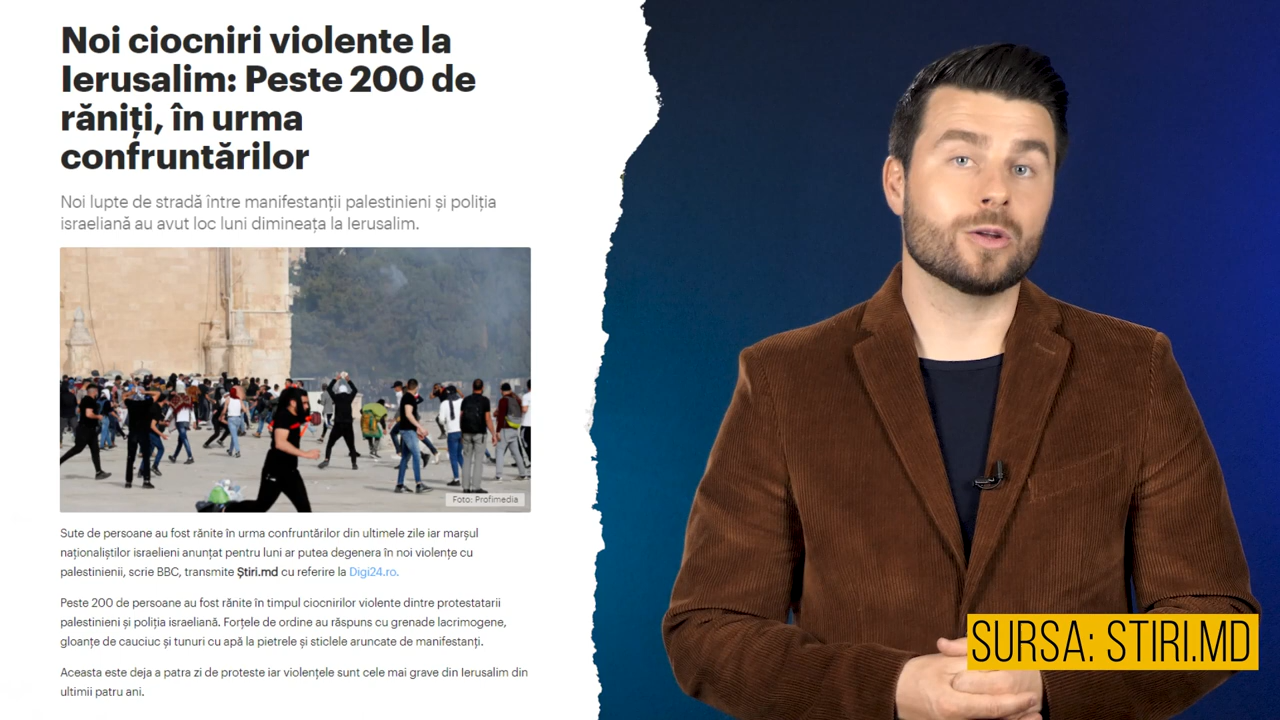 Noi ciocniri violente la
Ierusalim: Peste 200 de
răniți, în urma
confruntărilor
Noi lupte de stradă între manifestanții palestinieni și poliția
israeliană au avut loc luni dimineața la Ierusalim.
Foto: Profimedia
Sute de persoane au fost rănite în urma confruntărilor din ultimele zile iar marșul
naționaliștilor israelieni anunțat pentru luni ar putea degenera în noi violențe cu
palestinienii, scrie BBC, transmite Știri.md cu referire la Digi24.ro.
Peste 200 de persoane au fost rănite în timpul ciocnirilor violente dintre protestatarii
palestinieni și poliția israeliană. Forțele de ordine au răspuns cu grenade lacrimogene,
gloanțe de cauciuc și tunuri cu apă la pietrele și sticlele aruncate de manifestanți.
Aceasta este deja a patra zi de proteste iar violențele sunt cele mai grave din Ierusalim din
ultimii patru ani.
SURSA: STIRI.MD